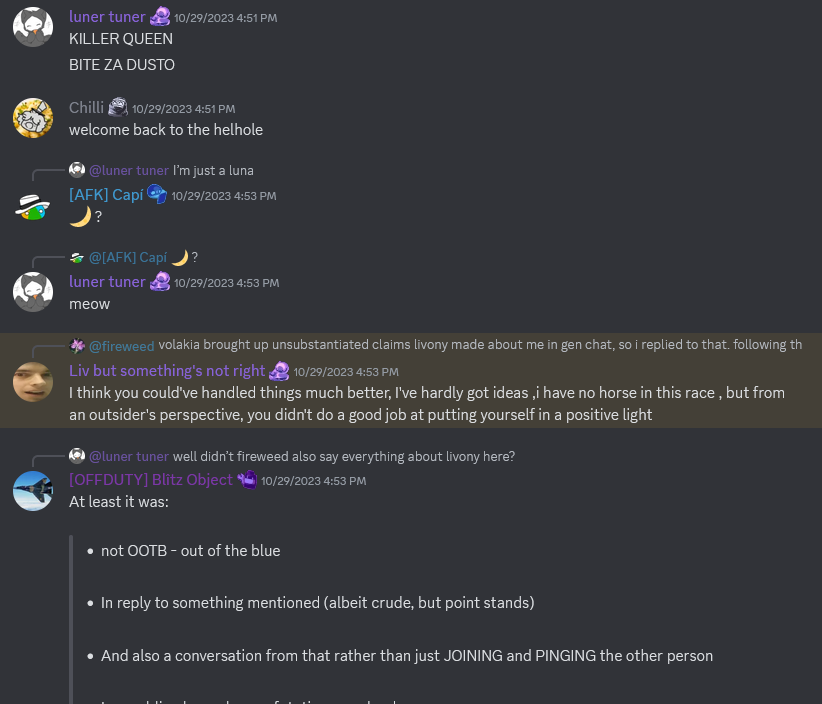 luner tuner 10/29/2023 4:51 PM
KILLER QUEEN
BITE ZA DUSTO
Chilli 10/29/2023 4:51 PM
welcome back to the helhole
@luner tuner I'm just a luna
[AFK] Capí 10/29/2023 4:53 PM
🌙 ?
@[AFK] Capí 🌙 ?
luner tuner 10/29/2023 4:53 PM
meow
@fireweed volakia brought up unsubstantiated claims livony made about me in gen chat, so i replied to that. following th
Liv but something's not right 10/29/2023 4:53 PM
I think you could've handled things much better, I've hardly got ideas ,i have no horse in this race , but from
an outsider's perspective, you didn't do a good job at putting yourself in a positive light
@luner tuner well didn't fireweed also say everything about livony here?
[OFFDUTY] Blītz Object 10/29/2023 4:53 PM
At least it was:
• not OOTB - out of the blue
• In reply to something mentioned (albeit crude, but point stands)
• And also a conversation from that rather than just JOINING and PINGING the other person